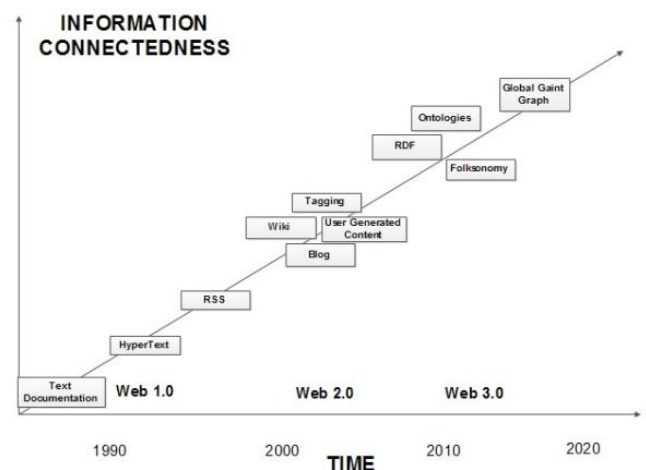 INFORMATION
CONNECTEDNESS
Global Gaint
Graph
Ontologies
RDF
Folksonomy
Tagging
Wiki
User Generated
Content
Blog
RSS
HyperText
Text
Documentation
Web 1.0
Web 2.0
Web 3.0
1990
2000
2010
2020
TIME